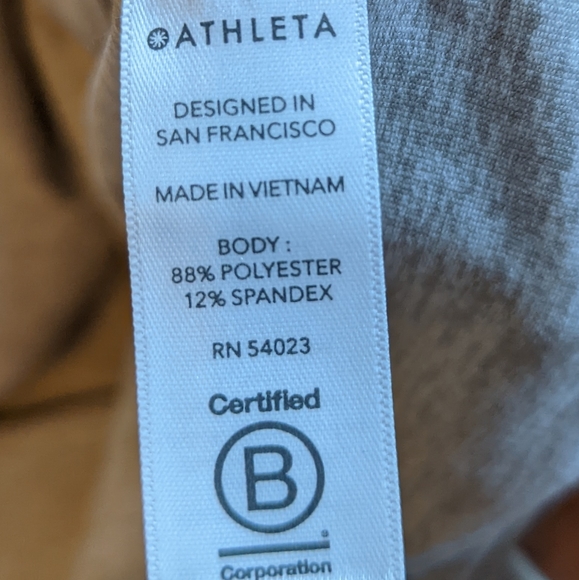 ATHLETA
DESIGNED IN
SAN FRANCISCO
MADE IN VIETNAM
BODY :
88% POLYESTER
12% SPANDEX
RN 54023
Certified
B
Corporation